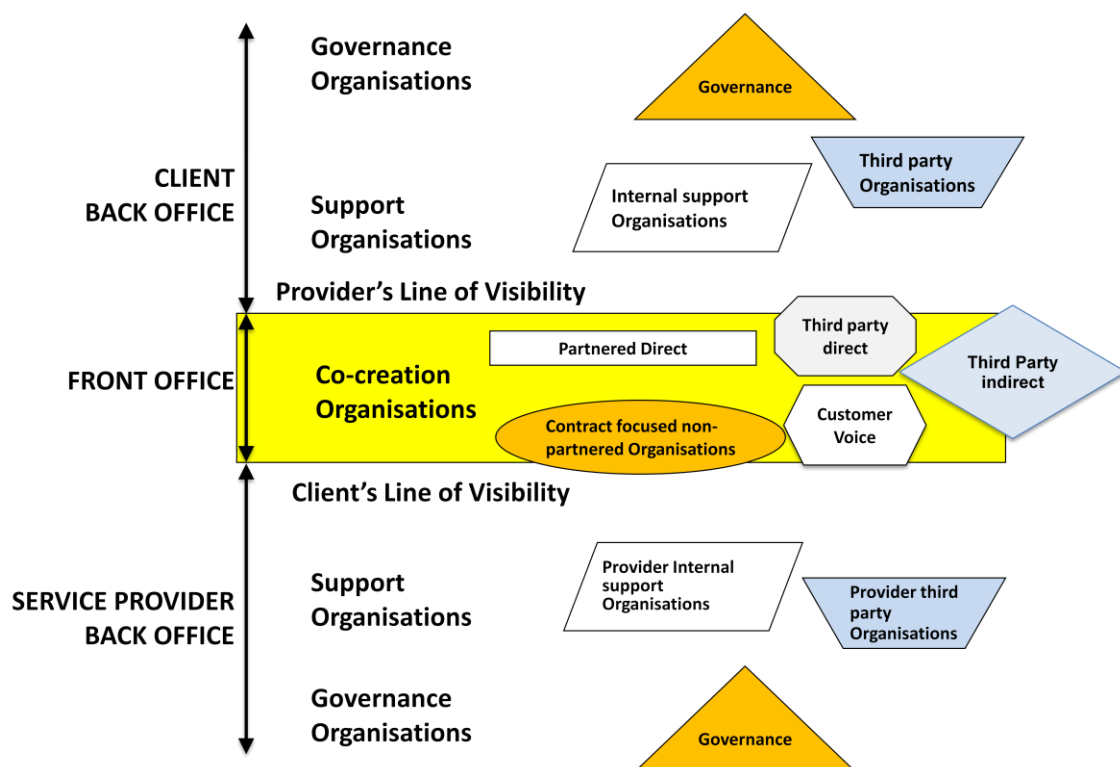 Governance
Organisations
Governance
Third party
Organisations
CLIENT
BACK OFFICE
Internal support
Organisations
Support
Organisations
Provider's Line of Visibility
Third party
direct
Partnered Direct
Third Party
indirect
FRONT OFFICE
Co-creation
Organisations
Customer
Voice
Contract focused non-
partnered Organisations
Client's Line of Visibility
Provider Internal
support
Organisations
Support
Organisations
Provider third
party
Organisations
SERVICE PROVIDER
BACK OFFICE
Governance
Organisations
Governance